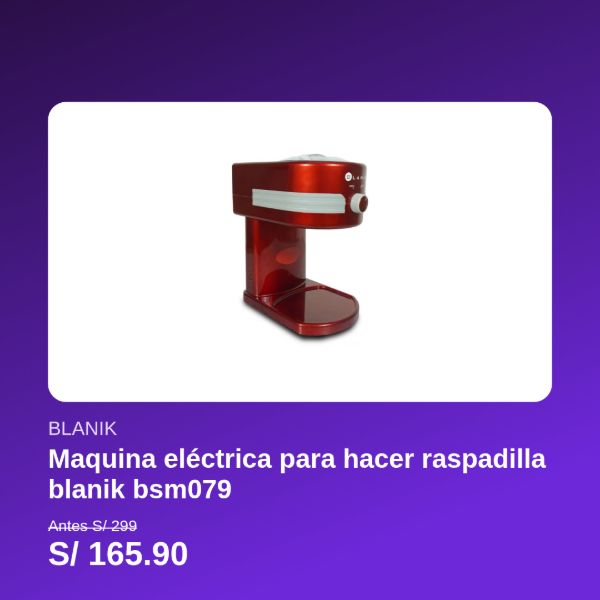 BLANIK
Maquina eléctrica para hacer raspadilla
blanik bsm079
Antes S/ 299
S/ 165.90